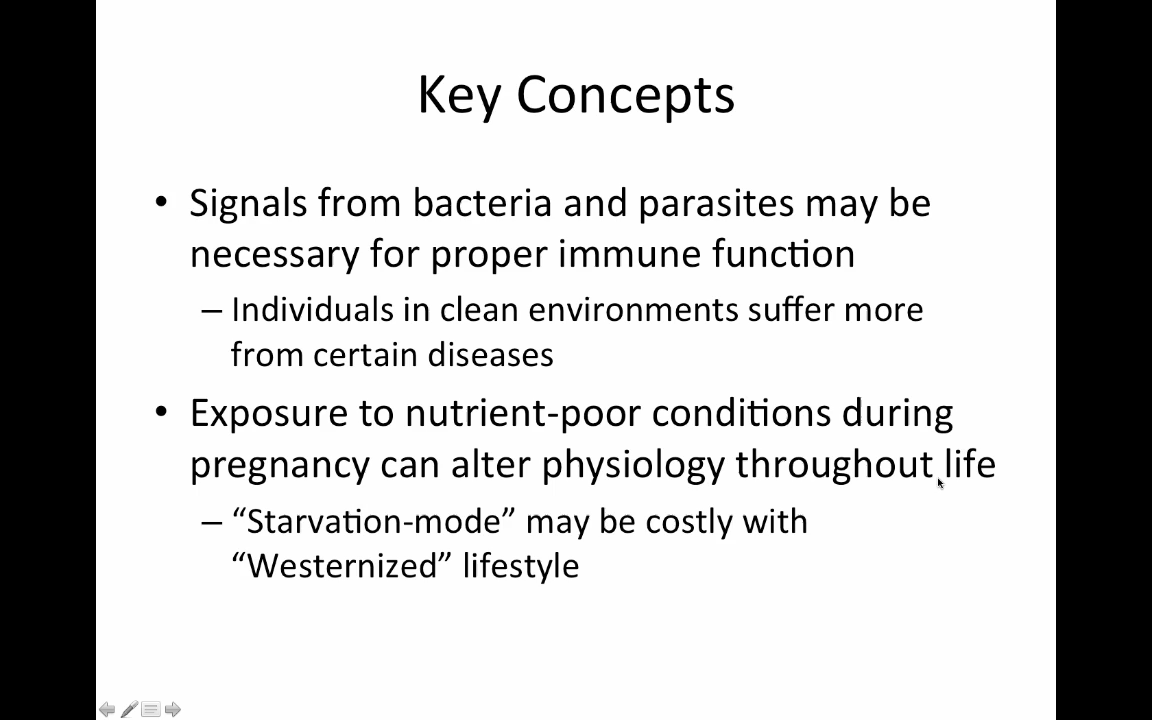 Key Concepts
• Signals from bacteria and parasites may be
necessary for proper immune function
– Individuals in clean environments suffer more
from certain diseases
• Exposure to nutrient-poor conditions during
pregnancy can alter physiology throughout life
– “Starvation-mode” may be costly with
“Westernized” lifestyle